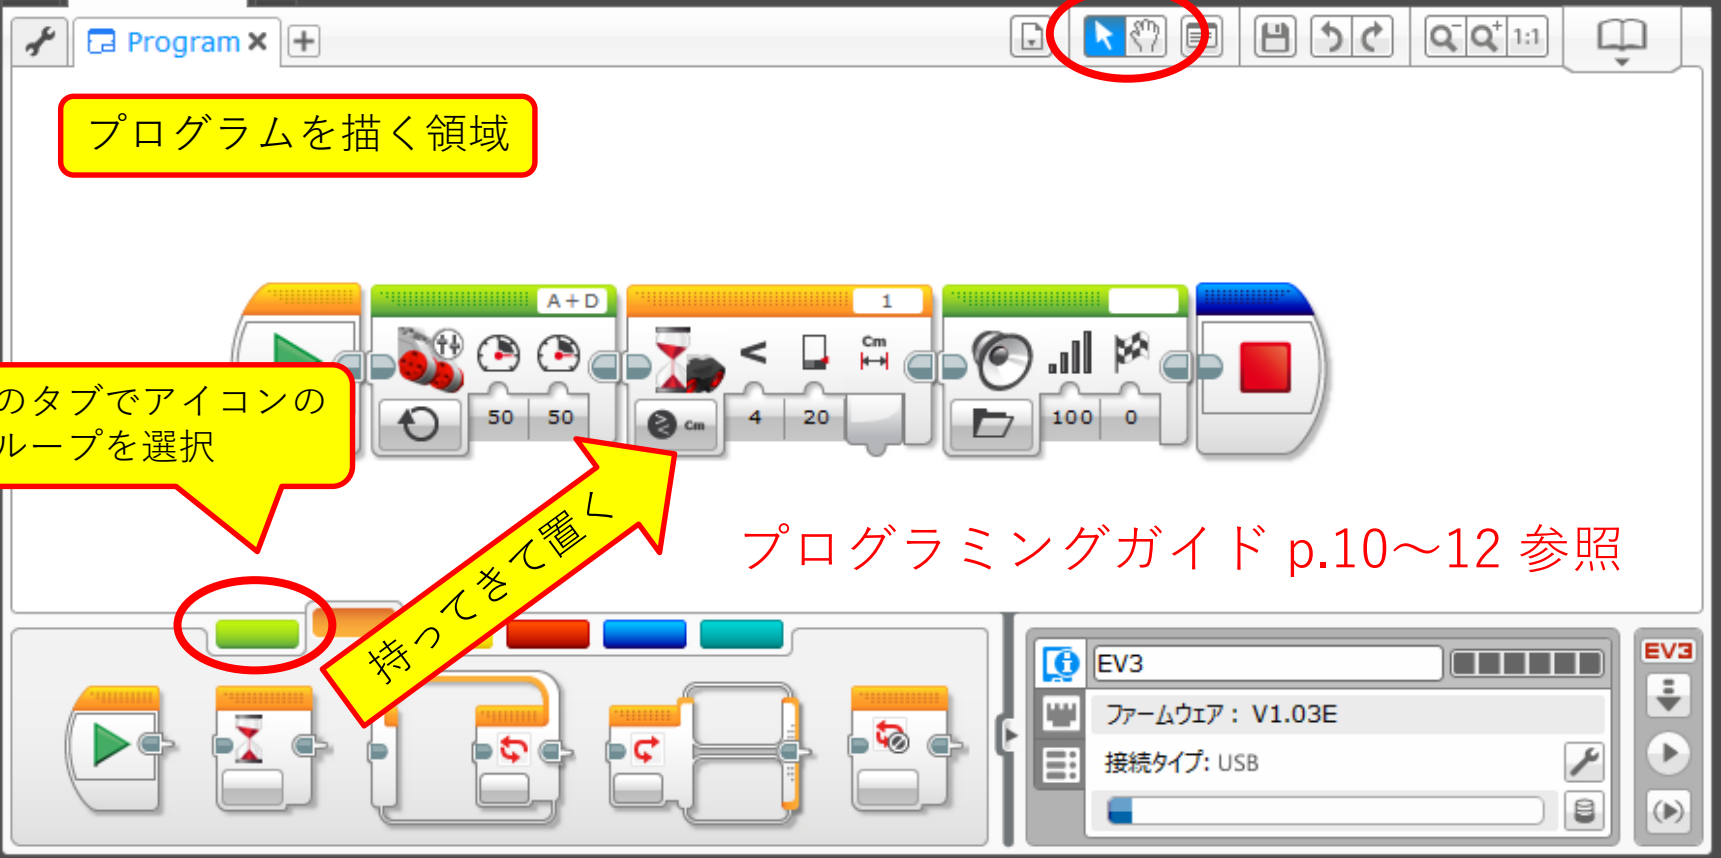 Program
1:1
プログラムを描く領域
A+D
1
Cm
50
50
cm
4
20
100
0
のタブでアイコンの
ループを選択
持ってきて置く
プログラミングガイド p.10～12 参照
EV3
EV3
ファームウェア： V1.03E
接続タイプ: USB